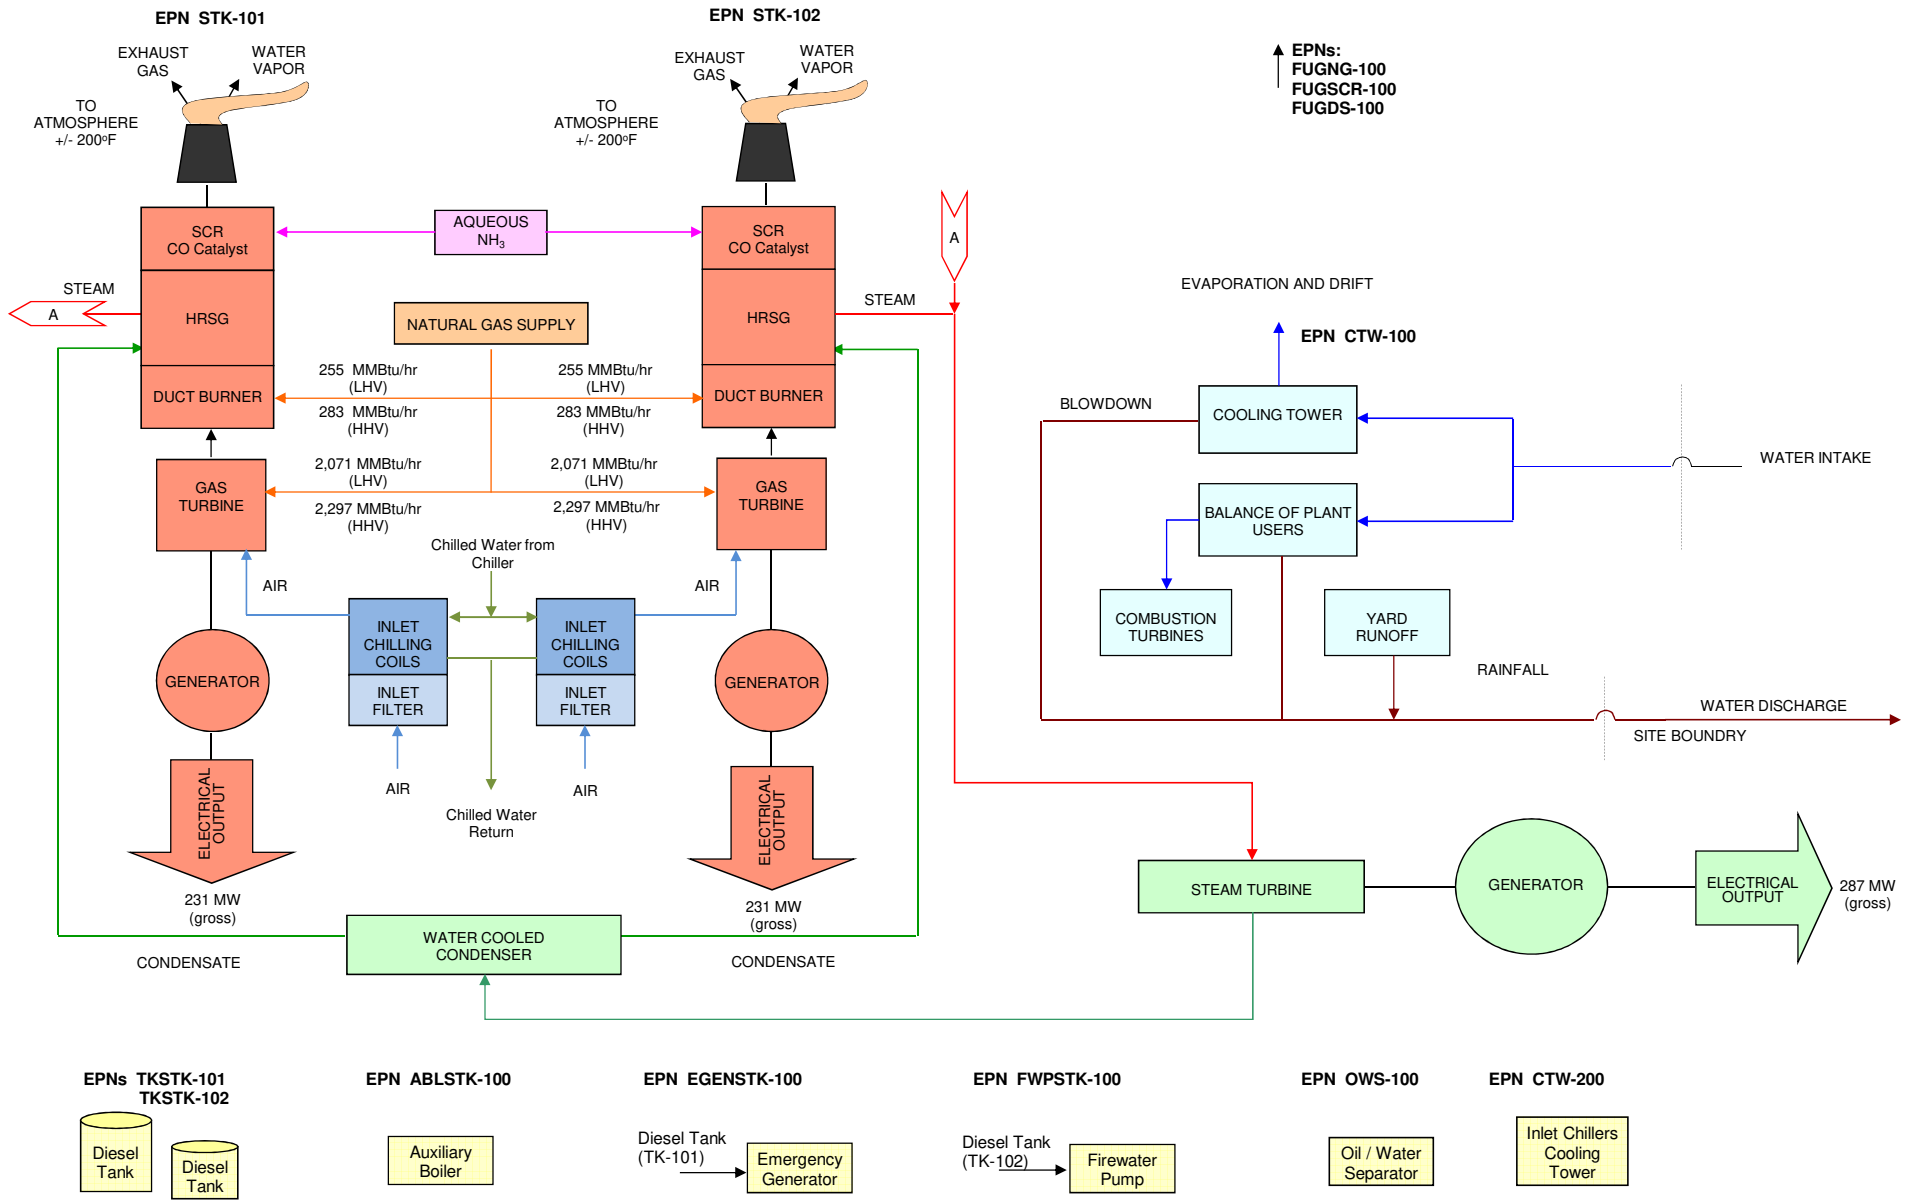 EPN STK-101
EPN STK-102
EXHAUST
GAS
WATER
VAPOR
EXHAUST
GAS
WATER
VAPOR
EPNs:
FUGNG-100
FUGSCR-100
FUGDS-100
TO
ATMOSPHERE
+/- 200ºF
TO
ATMOSPHERE
+/- 200ºF
SCR
CO Catalyst
AQUEOUS
NH₃
SCR
CO Catalyst
A
STEAM
A
HRSG
NATURAL GAS SUPPLY
HRSG
STEAM
EVAPORATION AND DRIFT
EPN CTW-100
255 MMBtu/hr
(LHV)
255 MMBtu/hr
(LHV)
DUCT BURNER
DUCT BURNER
283 MMBtu/hr
(HHV)
283 MMBtu/hr
(HHV)
BLOWDOWN
COOLING TOWER
WATER INTAKE
2,071 MMBtu/hr
(LHV)
2,071 MMBtu/hr
(LHV)
GAS
TURBINE
GAS
TURBINE
2,297 MMBtu/hr
(HHV)
2,297 MMBtu/hr
(HHV)
BALANCE OF PLANT
USERS
Chilled Water from
Chiller
AIR
AIR
INLET
CHILLING
COILS
INLET
CHILLING
COILS
COMBUSTION
TURBINES
YARD
RUNOFF
RAINFALL
GENERATOR
INLET
FILTER
INLET
FILTER
GENERATOR
WATER DISCHARGE
SITE BOUNDRY
AIR
AIR
Chilled Water
Return
ELECTRICAL
OUTPUT
ELECTRICAL
OUTPUT
231 MW
(gross)
231 MW
(gross)
STEAM TURBINE
GENERATOR
ELECTRICAL
OUTPUT
287 MW
(gross)
WATER COOLED
CONDENSER
CONDENSATE
CONDENSATE
EPNs TKSTK-101
TKSTK-102
EPN ABLSTK-100
EPN EGENSTK-100
EPN FWPSTK-100
EPN OWS-100
EPN CTW-200
Diesel
Tank
Diesel
Tank
Auxiliary
Boiler
Diesel Tank
(TK-101)
Emergency
Generator
Diesel Tank
(TK-102)
Firewater
Pump
Oil / Water
Separator
Inlet Chillers
Cooling
Tower